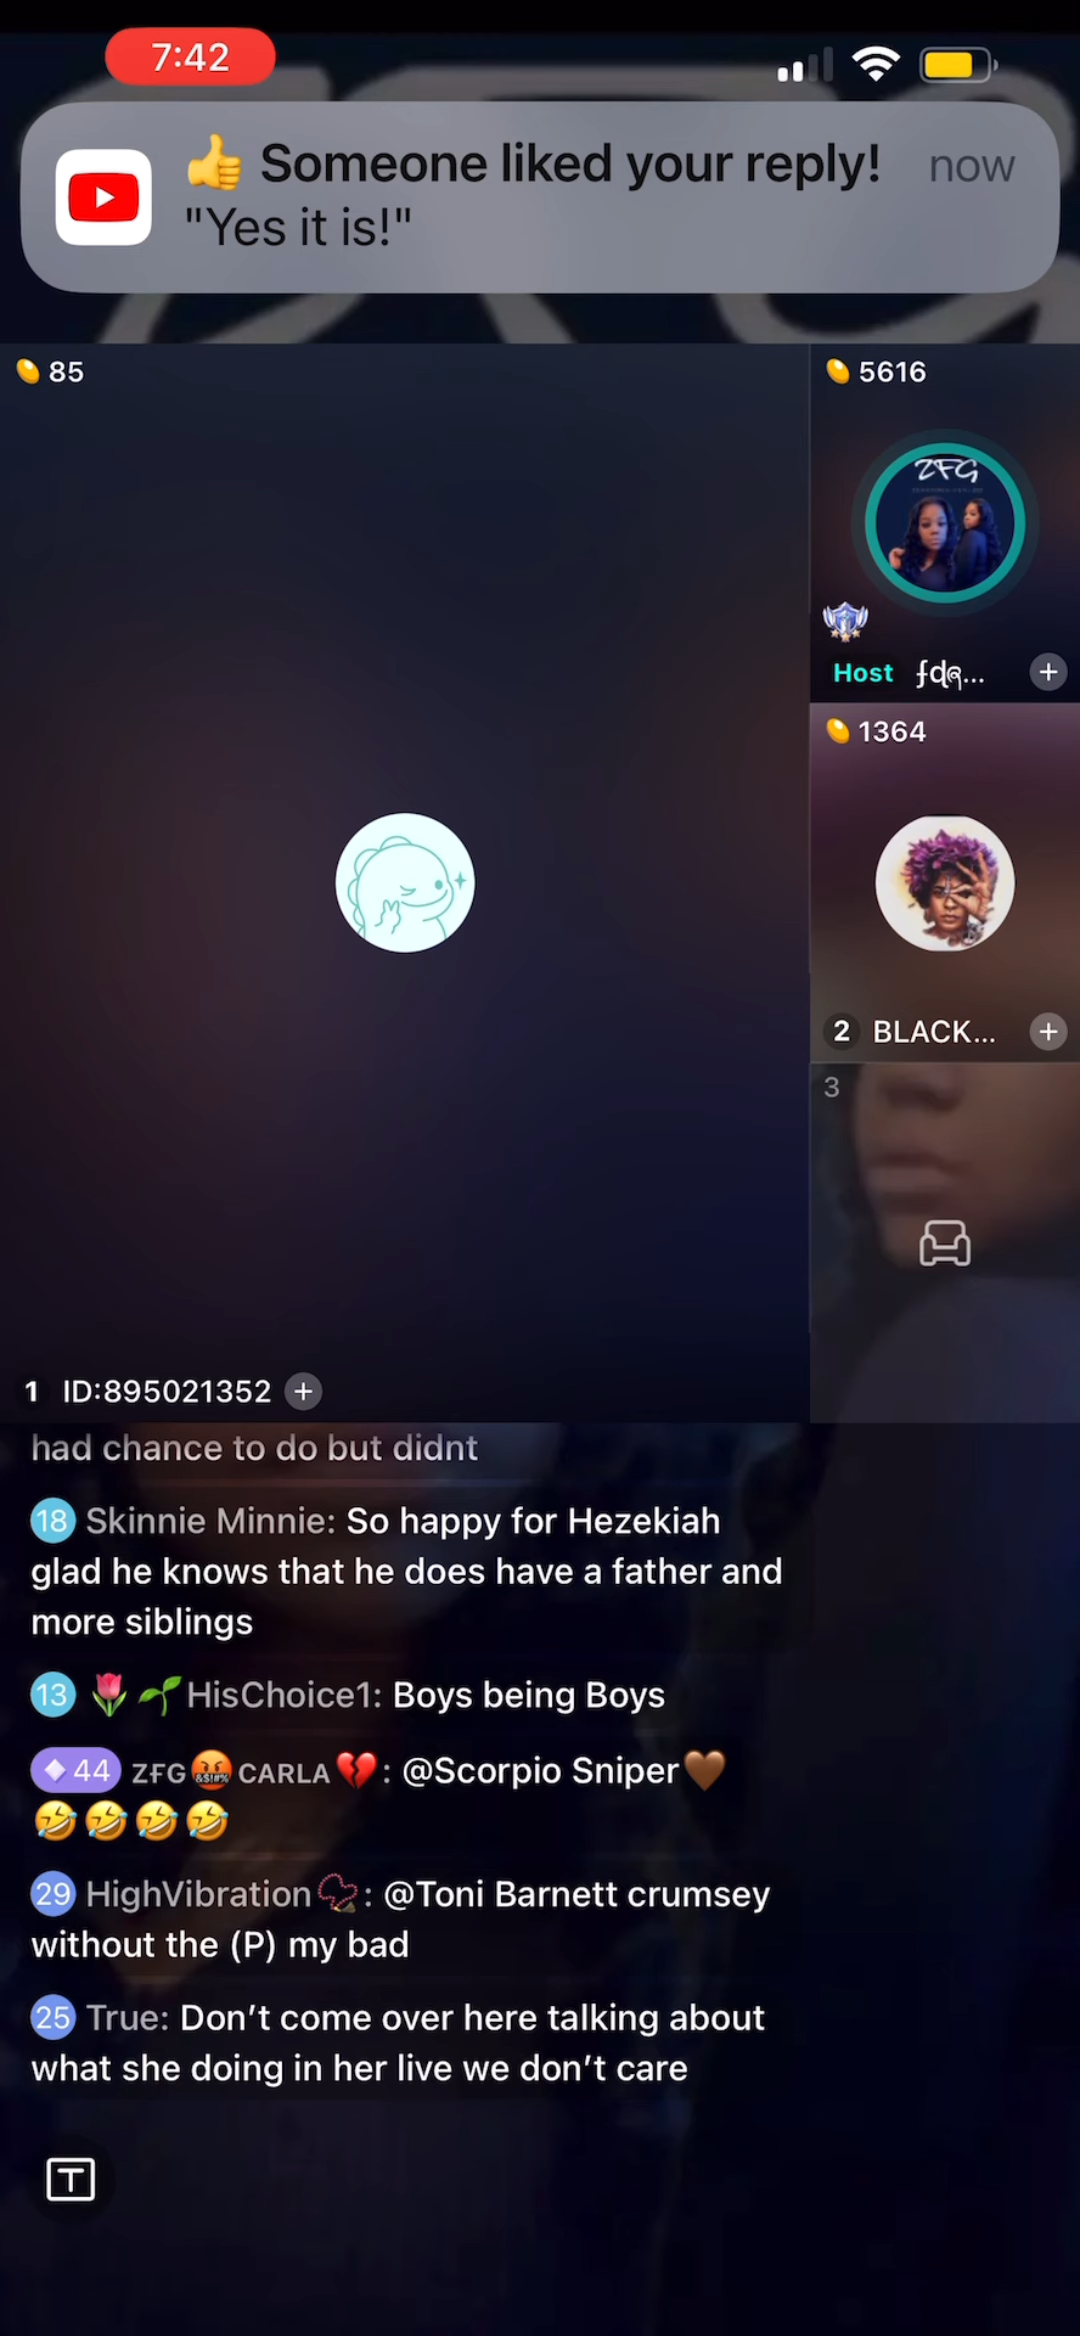 7:42
👍 Someone liked your reply!
now
"Yes it is!"
85
5616
ZFG
Host
1364
2 BLACK...
3
1 ID:895021352 +
had chance to do but didnt
18 Skinnie Minnie: So happy for Hezekiah
glad he knows that he does have a father and
more siblings
13 🌷🌱HisChoice1: Boys being Boys
44 ZFG🤬CARLA💔: @Scorpio Sniper🤎
🤣🤣🤣🤣
29 HighVibration📿: @Toni Barnett crumsey
without the (P) my bad
25 True: Don’t come over here talking about
what she doing in her live we don’t care
T